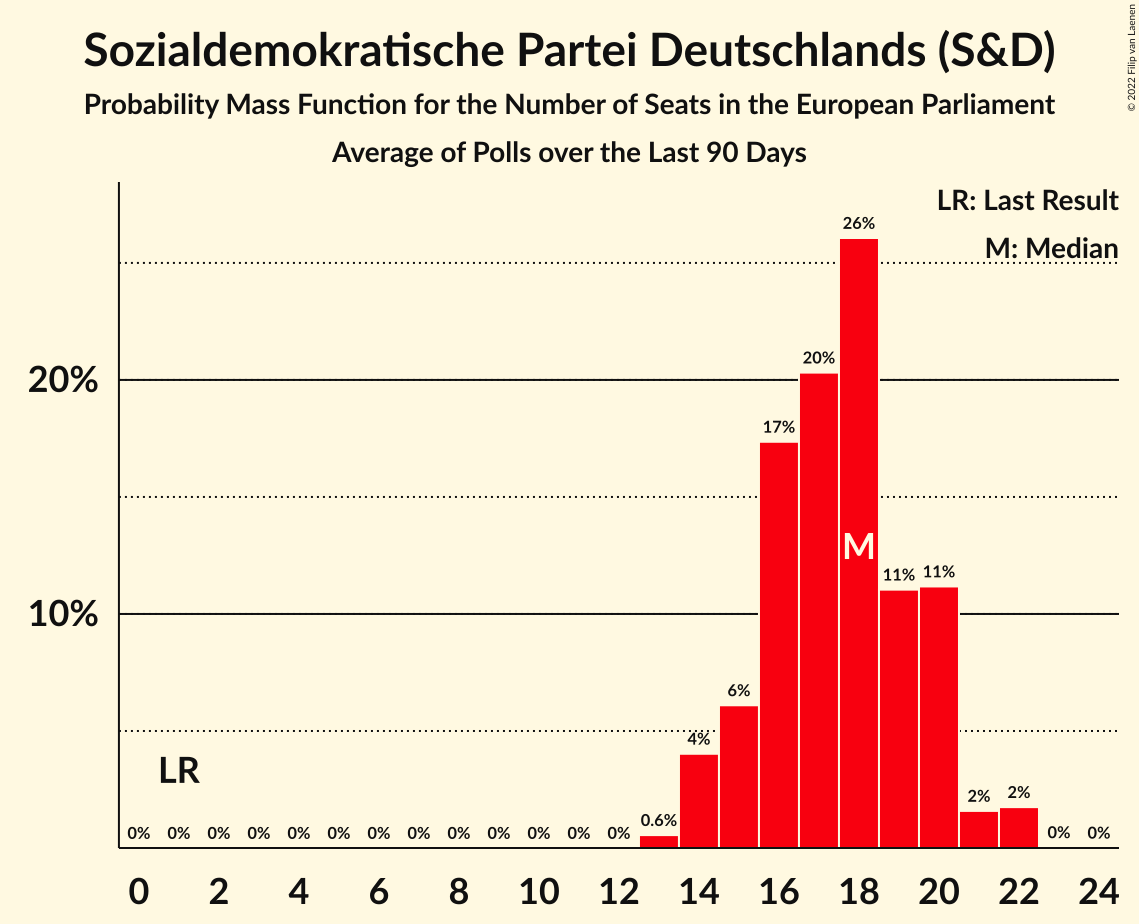 Sozialdemokratische Partei Deutschlands (S&D)
Probability Mass Function for the Number of Seats in the European Parliament
Average of Polls over the Last 90 Days
© 2022 Filip van Laenen
LR: Last Result
M: Median
26%
20%
20%
17%
M
11%
11%
10%
6%
4%
LR
2%
2%
0.6%
0% 0% 0% 0% 0% 0% 0% 0% 0% 0% 0% 0% 0% 0% 0%
0 2 4 6 8 10 12 14 16 18 20 22 24